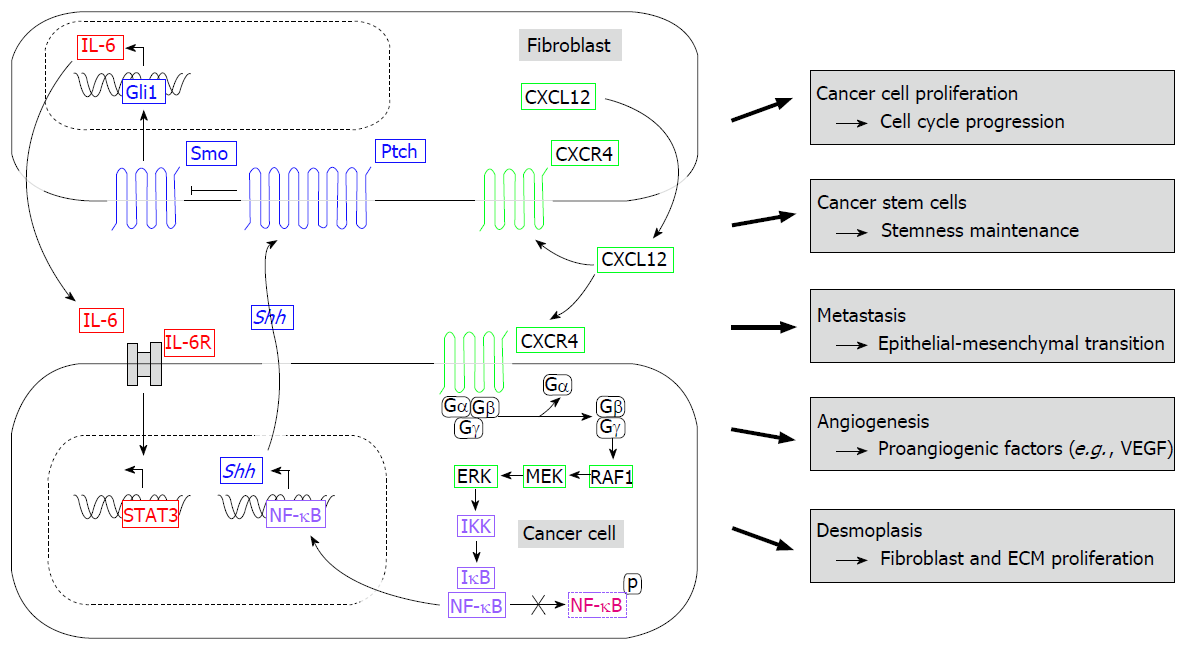 IL-6
Gli1
Fibroblast
CXCL12
Smo
Ptch
CXCR4
CXCL12
IL-6
Shh
IL-6R
CXCR4
Gα
Gα
Gβ
Gγ
Gβ
Gγ
Shh
ERK
MEK
RAF1
STAT3
NF-κB
IKK
Cancer cell
IκB
NF-κB
NF-κB
p
Cancer cell proliferation
Cell cycle progression
Cancer stem cells
Stemness maintenance
Metastasis
Epithelial-mesenchymal transition
Angiogenesis
Proangiogenic factors (e.g., VEGF)
Desmoplasis
Fibroblast and ECM proliferation